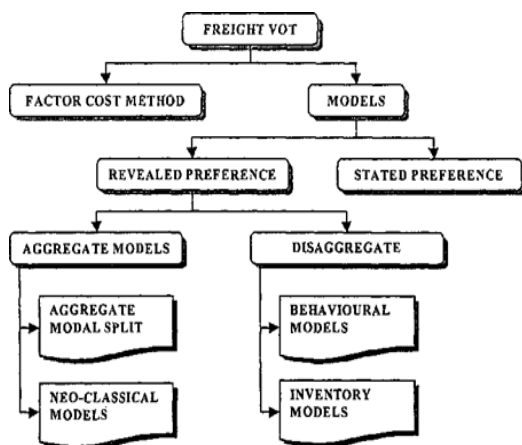 FREIGHT VOT
FACTOR COST METHOD
MODELS
REVEALED PREFERENCE
STATED PREFERENCE
AGGREGATE MODELS
DISAGGREGATE
AGGREGATE
MODAL SPLIT
BEHAVIOURAL
MODELS
NEO-CLASSICAL
MODELS
INVENTORY
MODELS